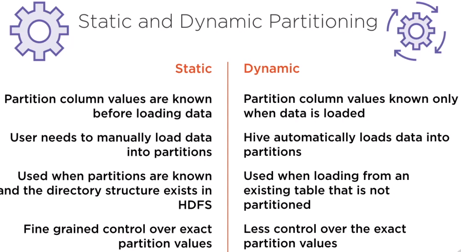 Static and Dynamic Partitioning
Static
Partition column values are known
before loading data
User needs to manually load data
into partitions
Used when partitions are known
and the directory structure exists in
HDFS
Fine grained control over exact
partition values
Dynamic
Partition column values known only
when data is loaded
Hive automatically loads data into
partitions
Used when loading from an
existing table that is not
partitioned
Less control over the exact
partition values